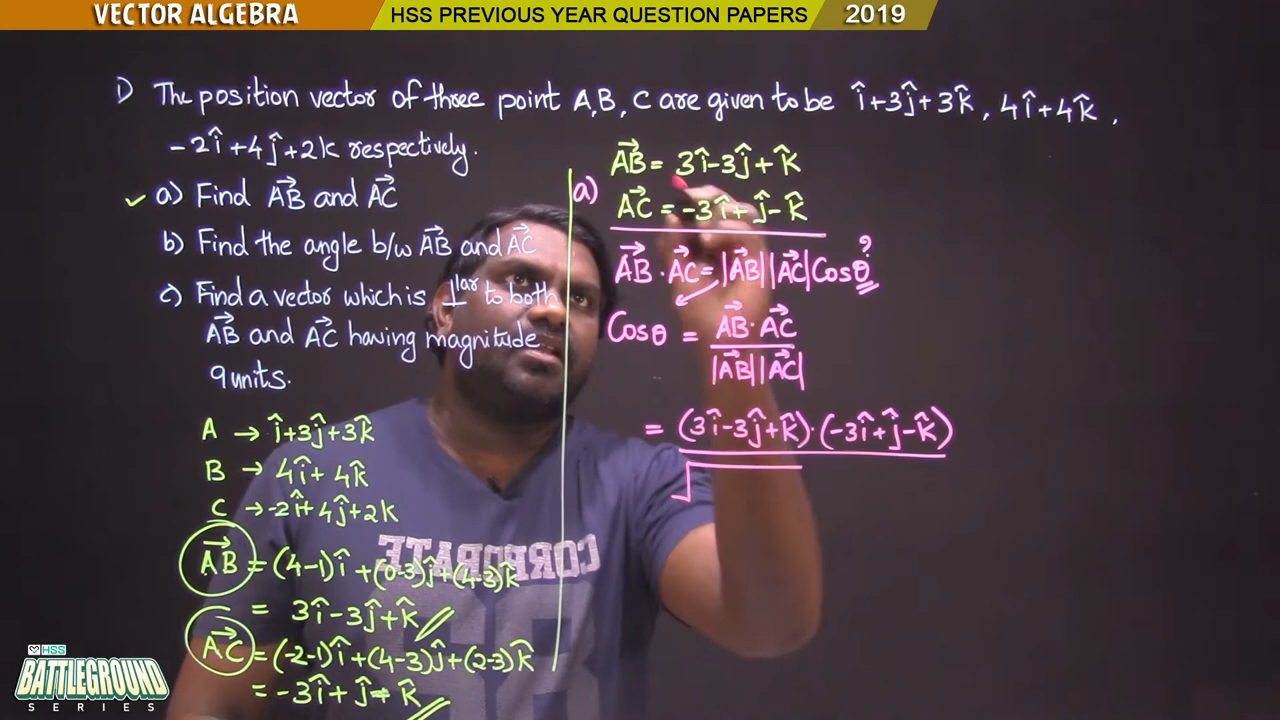 VECTOR ALGEBRA
HSS PREVIOUS YEAR QUESTION PAPERS
2019
1) The position vector of three point A, B, C are given to be î+3ĵ+3k̂, 4î+4k̂,
-2î+4ĵ+2k respectively.
✓ a) Find AB⃗ and AC⃗
b) Find the angle b/w AB⃗ and AC⃗
c) Find a vector which is ⊥lar to both
AB⃗ and AC⃗ having magnitude
9units.
A → î+3ĵ+3k̂
B → 4î+4k̂
C → -2î+4ĵ+2k
AB⃗ = (4-1)î+(0-3)ĵ+(4-3)k̂
= 3î-3ĵ+k̂
AC⃗ = (-2-1)î+(4-3)ĵ+(2-3)k̂
= -3î+ĵ-k̂
a) AB⃗ = 3î-3ĵ+k̂
AC⃗ = -3î+ĵ-k̂
?
AB⃗·AC⃗ = |AB⃗||AC⃗|Cosθ
Cosθ = AB⃗·AC⃗
|AB⃗||AC⃗|
= (3î-3ĵ+k̂)·(-3î+ĵ-k̂)
√
CORPORATE
HSS
BATTLEGROUND
SERIES